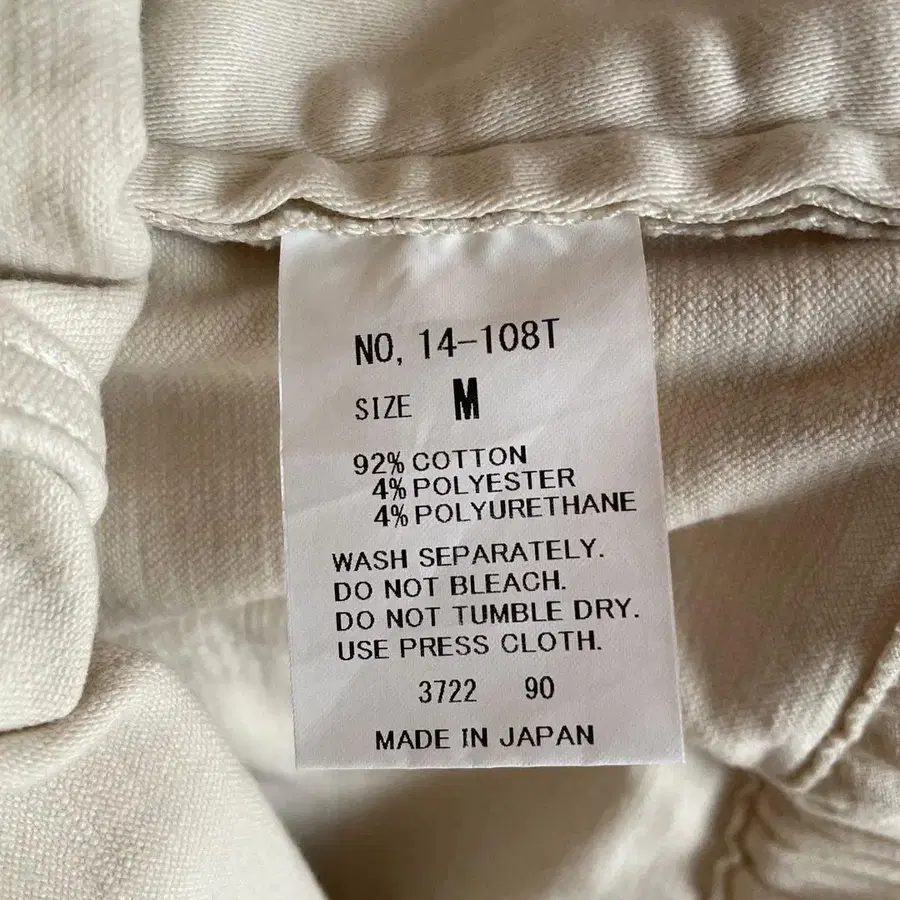 NO, 14-108T
SIZE M
92% COTTON
4% POLYESTER
4% POLYURETHANE
WASH SEPARATELY.
DO NOT BLEACH.
DO NOT TUMBLE DRY.
USE PRESS CLOTH.
3722 90
MADE IN JAPAN